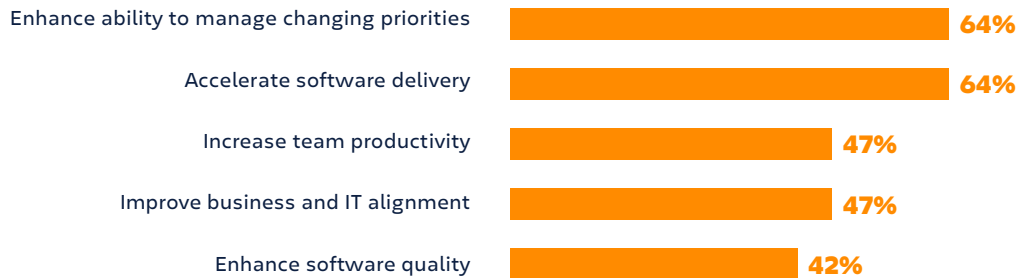 Enhance ability to manage changing priorities 64%
Accelerate software delivery 64%
Increase team productivity 47%
Improve business and IT alignment 47%
Enhance software quality 42%